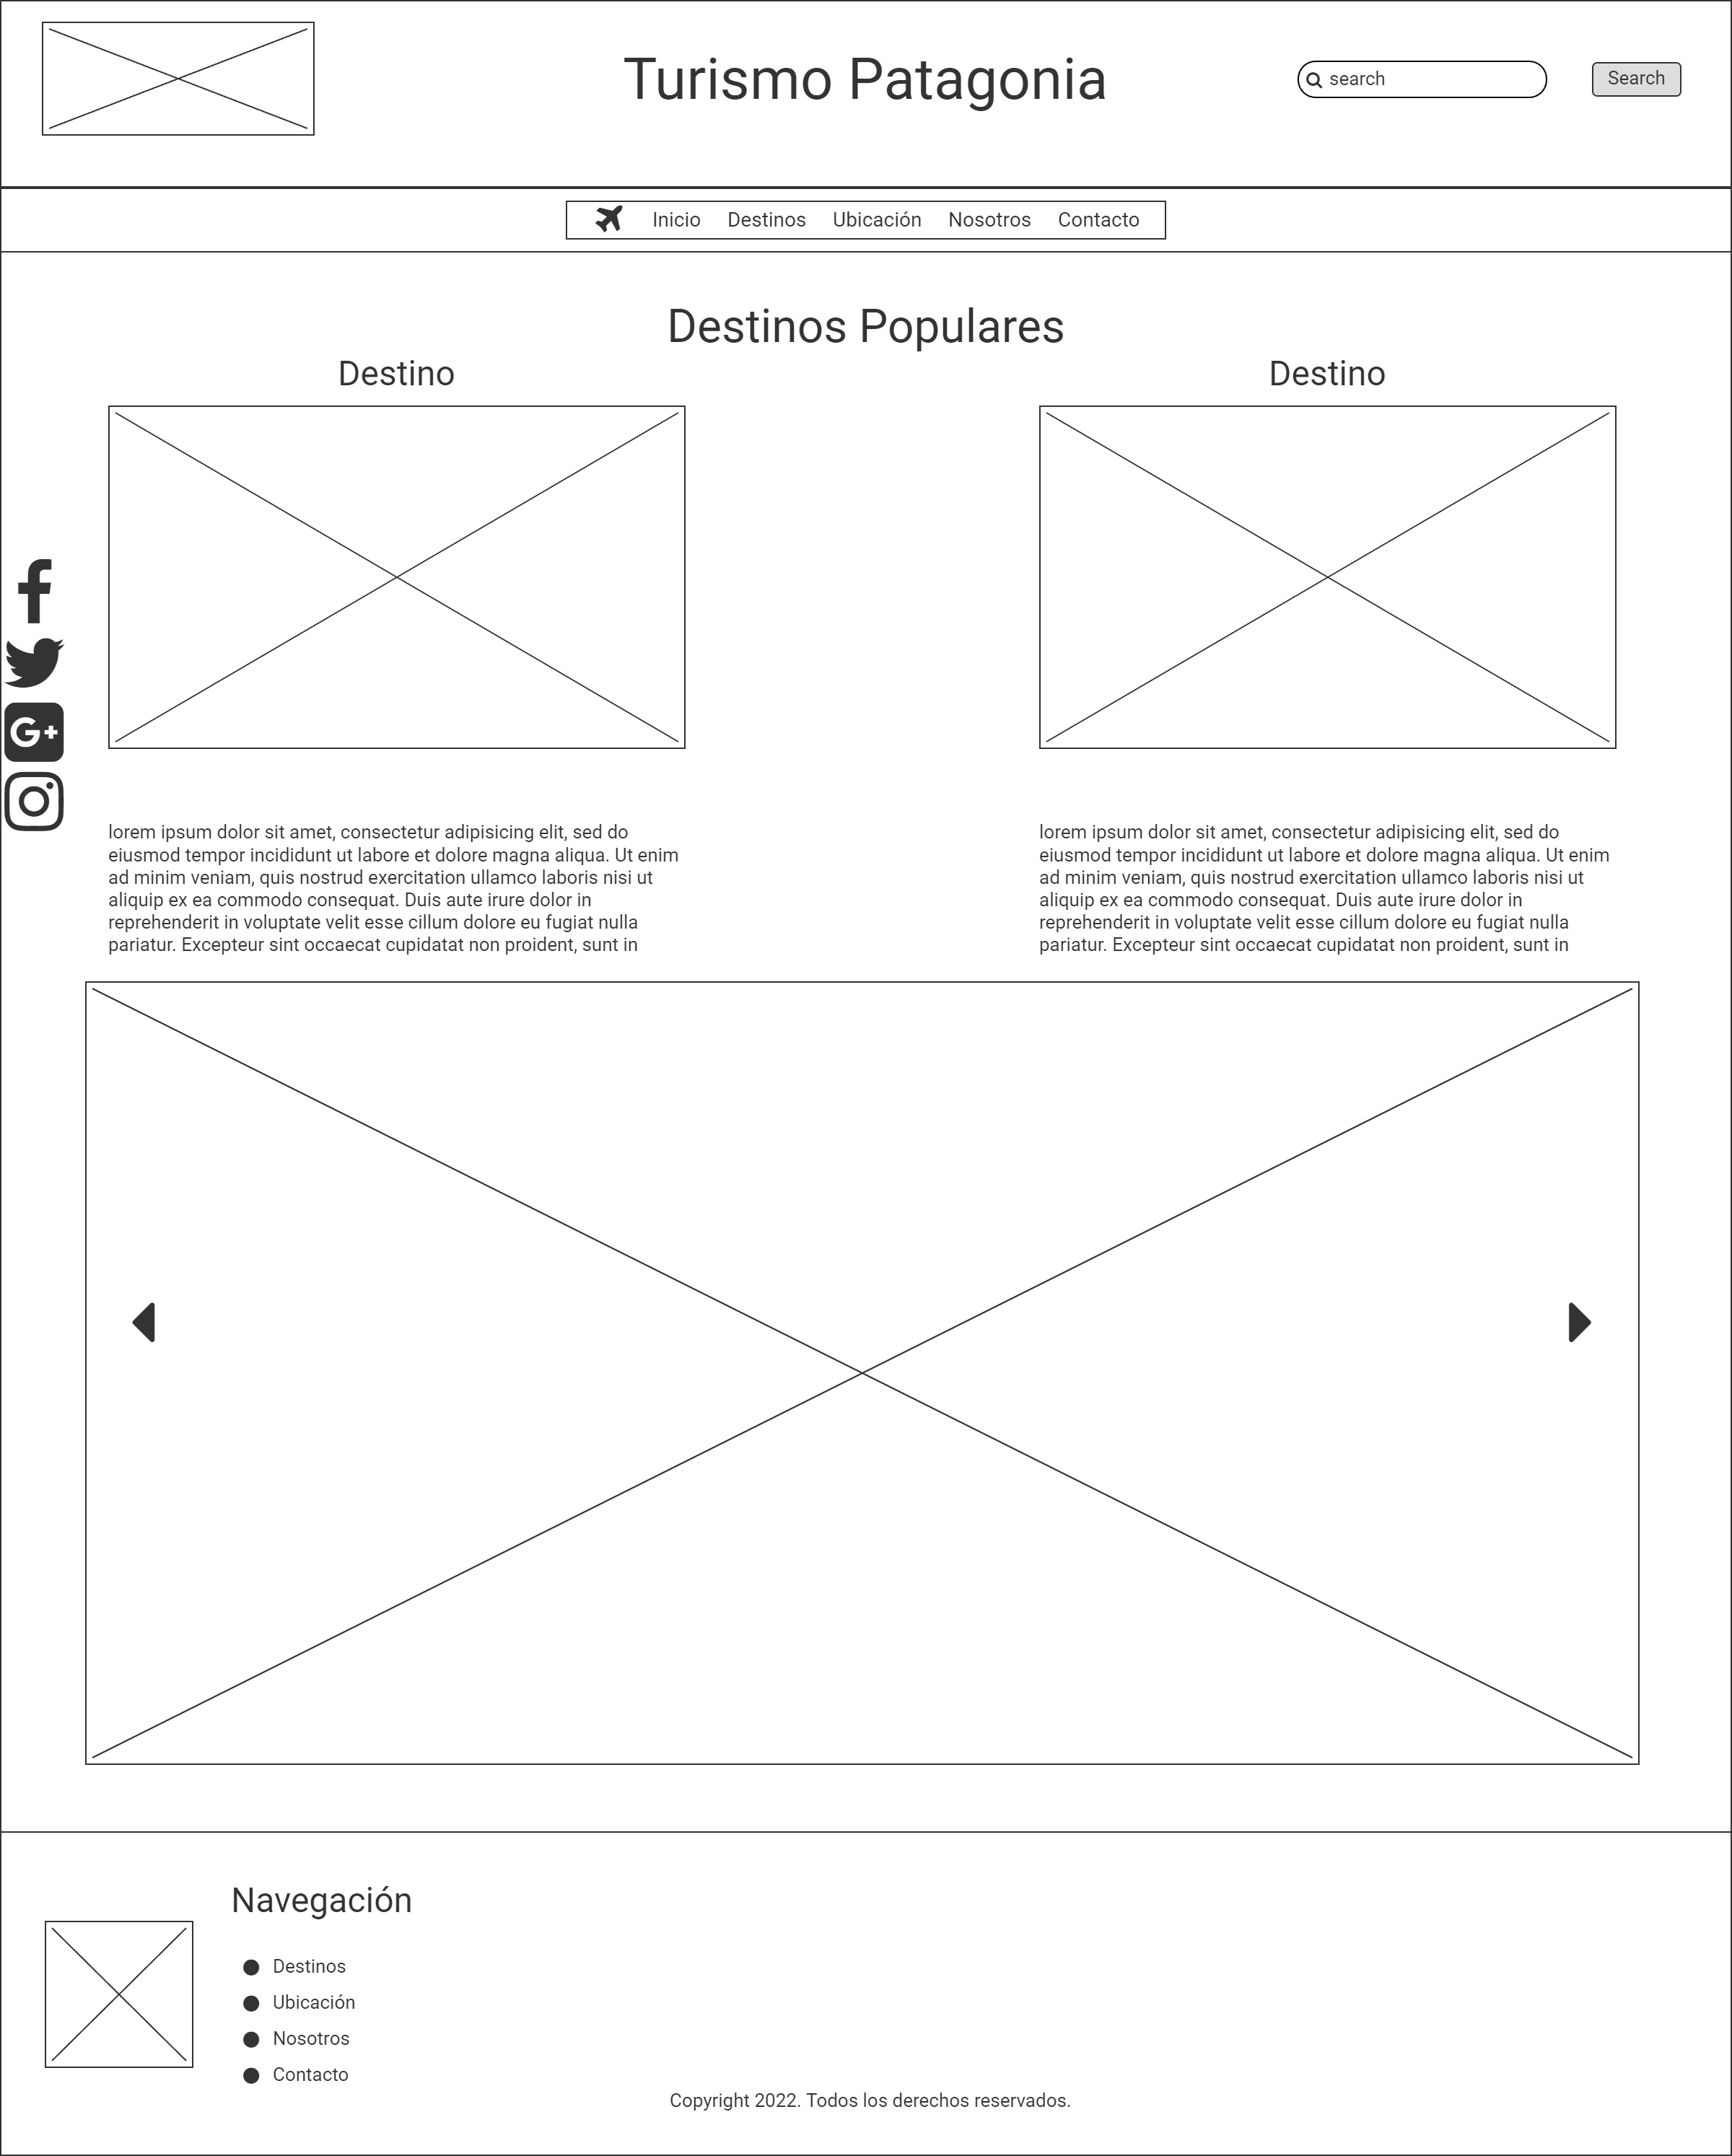 Turismo Patagonia
search
Search
Inicio Destinos Ubicación Nosotros Contacto
Destinos Populares
Destino
lorem ipsum dolor sit amet, consectetur adipisicing elit, sed do
eiusmod tempor incididunt ut labore et dolore magna aliqua. Ut enim
ad minim veniam, quis nostrud exercitation ullamco laboris nisi ut
aliquip ex ea commodo consequat. Duis aute irure dolor in
reprehenderit in voluptate velit esse cillum dolore eu fugiat nulla
pariatur. Excepteur sint occaecat cupidatat non proident, sunt in
Destino
lorem ipsum dolor sit amet, consectetur adipisicing elit, sed do
eiusmod tempor incididunt ut labore et dolore magna aliqua. Ut enim
ad minim veniam, quis nostrud exercitation ullamco laboris nisi ut
aliquip ex ea commodo consequat. Duis aute irure dolor in
reprehenderit in voluptate velit esse cillum dolore eu fugiat nulla
pariatur. Excepteur sint occaecat cupidatat non proident, sunt in
G+
Navegación
Destinos
Ubicación
Nosotros
Contacto
Copyright 2022. Todos los derechos reservados.